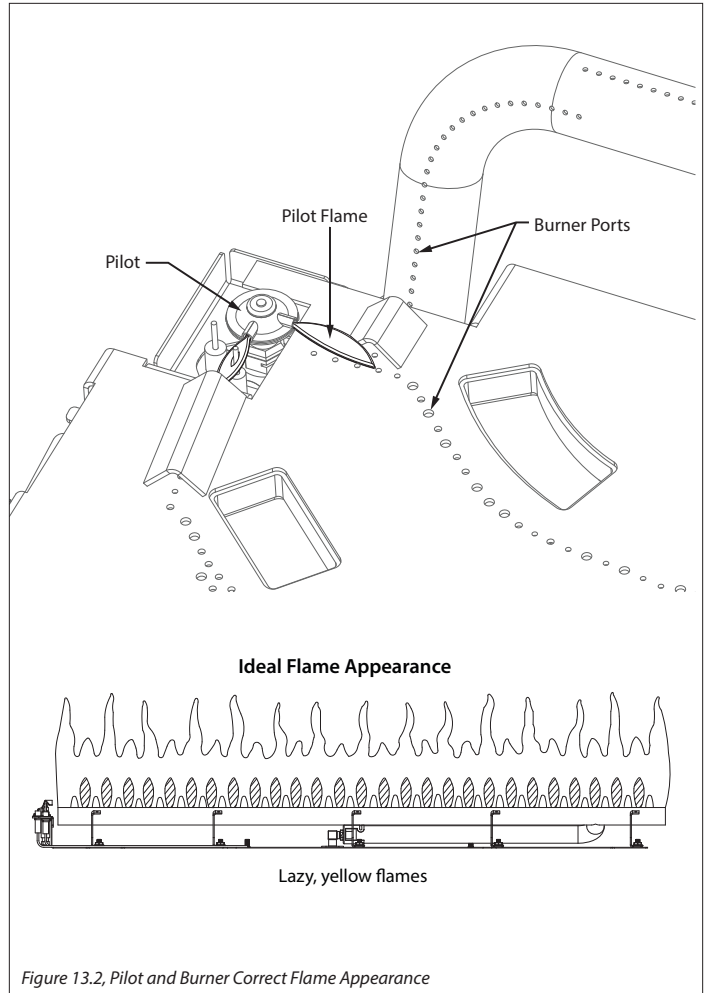 Pilot Flame
Burner Ports
Pilot
Ideal Flame Appearance
Lazy, yellow flames
Figure 13.2, Pilot and Burner Correct Flame Appearance